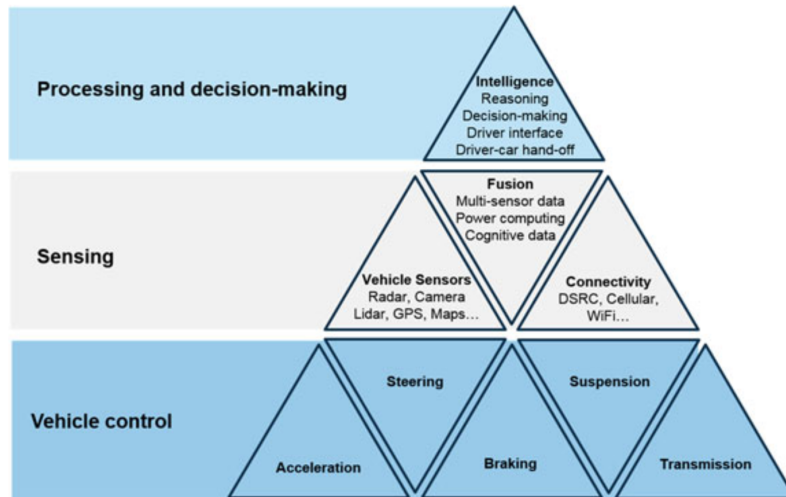 Processing and decision-making
Intelligence
Reasoning
Decision-making
Driver interface
Driver-car hand-off
Sensing
Fusion
Multi-sensor data
Power computing
Cognitive data
Vehicle Sensors
Radar, Camera
Lidar, GPS, Maps...
Connectivity
DSRC, Cellular,
WiFi...
Vehicle control
Steering
Suspension
Acceleration
Braking
Transmission